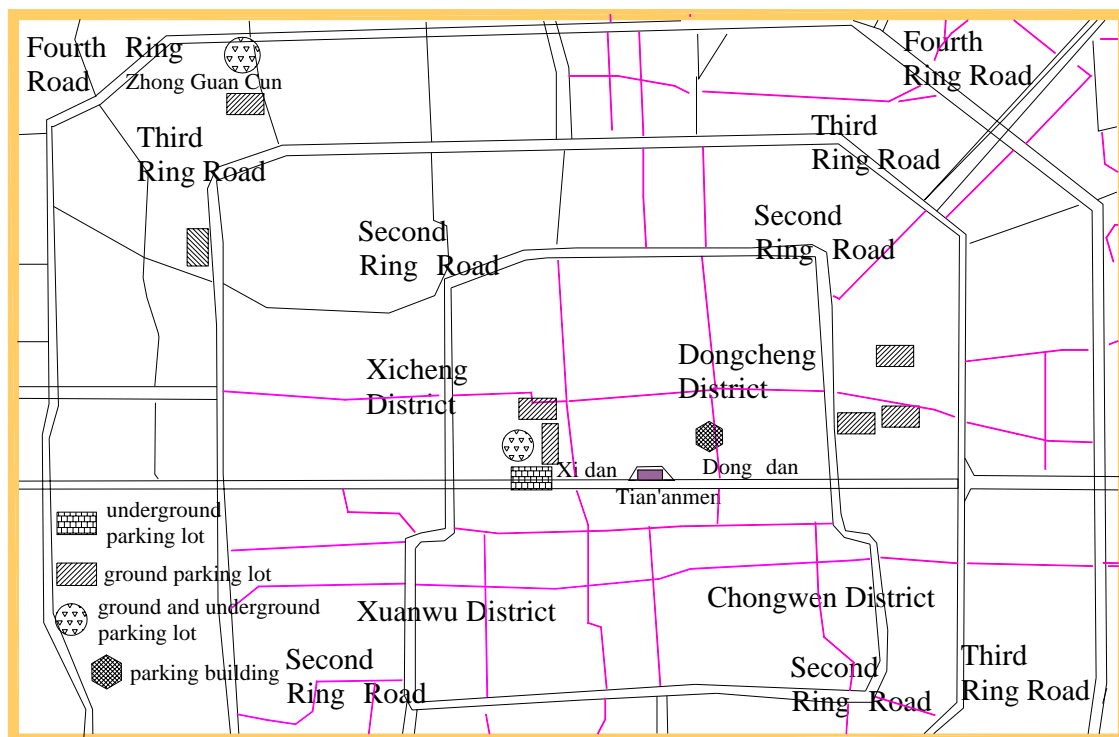 Fourth Ring
Road
Zhong Guan Cun
Fourth
Ring Road
Third
Ring Road
Third
Ring Road
Second
Ring Road
Second
Ring Road
Xicheng
District
Dongcheng
District
Xi dan
Dong dan
Tian'anmen
underground
parking lot
ground parking lot
ground and underground
parking lot
parking building
Xuanwu District
Chongwen District
Second
Ring Road
Second
Ring Road
Third
Ring Road